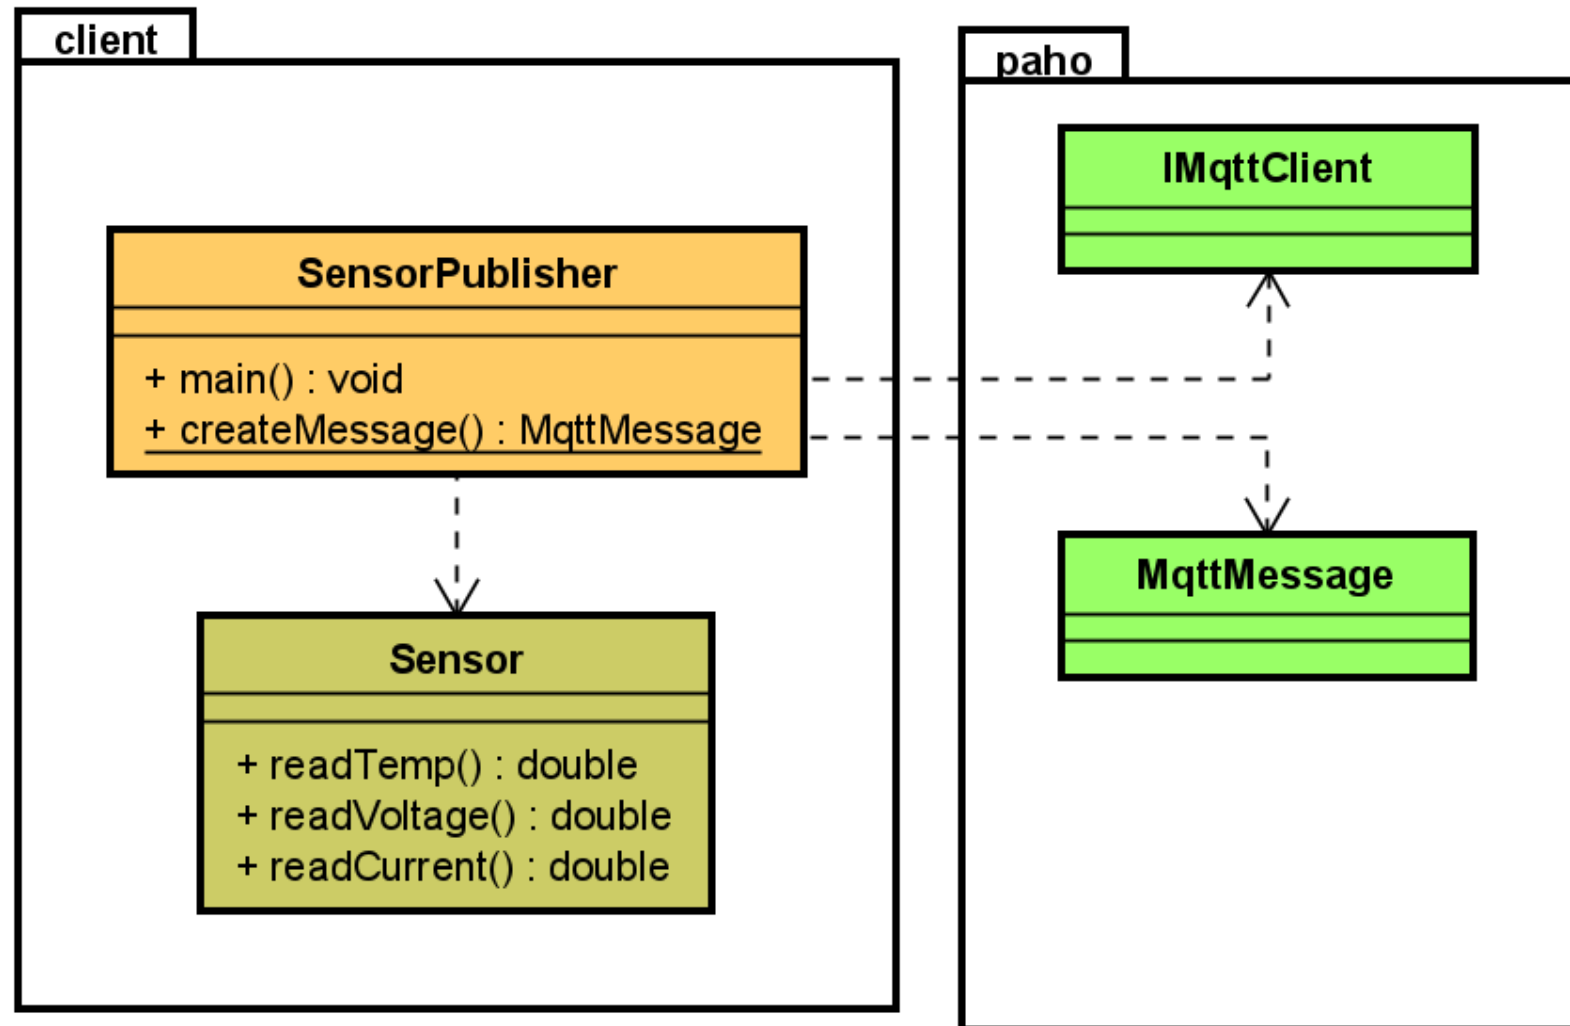 client
SensorPublisher
+ main() : void
+ createMessage() : MqttMessage
Sensor
+ readTemp() : double
+ readVoltage() : double
+ readCurrent() : double
paho
IMqttClient
MqttMessage